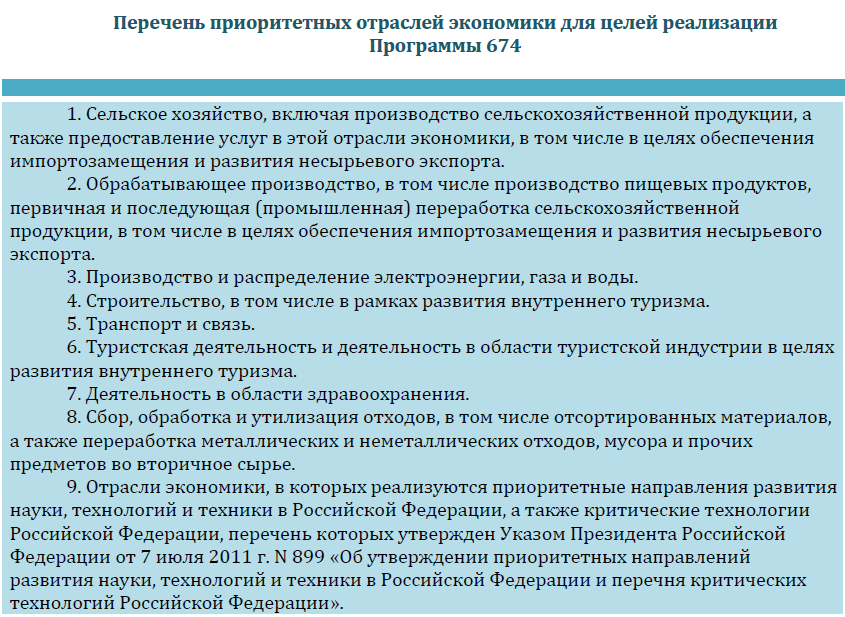 Перечень приоритетных отраслей экономики для целей реализации
Программы 674
1. Сельское хозяйство, включая производство сельскохозяйственной продукции, а
также предоставление услуг в этой отрасли экономики, в том числе в целях обеспечения
импортозамещения и развития несырьевого экспорта.
2. Обрабатывающее производство, в том числе производство пищевых продуктов,
первичная и последующая (промышленная) переработка сельскохозяйственной
продукции, в том числе в целях обеспечения импортозамещения и развития несырьевого
экспорта.
3. Производство и распределение электроэнергии, газа и воды.
4. Строительство, в том числе в рамках развития внутреннего туризма.
5. Транспорт и связь.
6. Туристская деятельность и деятельность в области туристской индустрии в целях
развития внутреннего туризма.
7. Деятельность в области здравоохранения.
8. Сбор, обработка и утилизация отходов, в том числе отсортированных материалов,
а также переработка металлических и неметаллических отходов, мусора и прочих
предметов во вторичное сырье.
9. Отрасли экономики, в которых реализуются приоритетные направления развития
науки, технологий и техники в Российской Федерации, а также критические технологии
Российской Федерации, перечень которых утвержден Указом Президента Российской
Федерации от 7 июля 2011 г. N 899 «Об утверждении приоритетных направлений
развития науки, технологий и техники в Российской Федерации и перечня критических
технологий Российской Федерации».